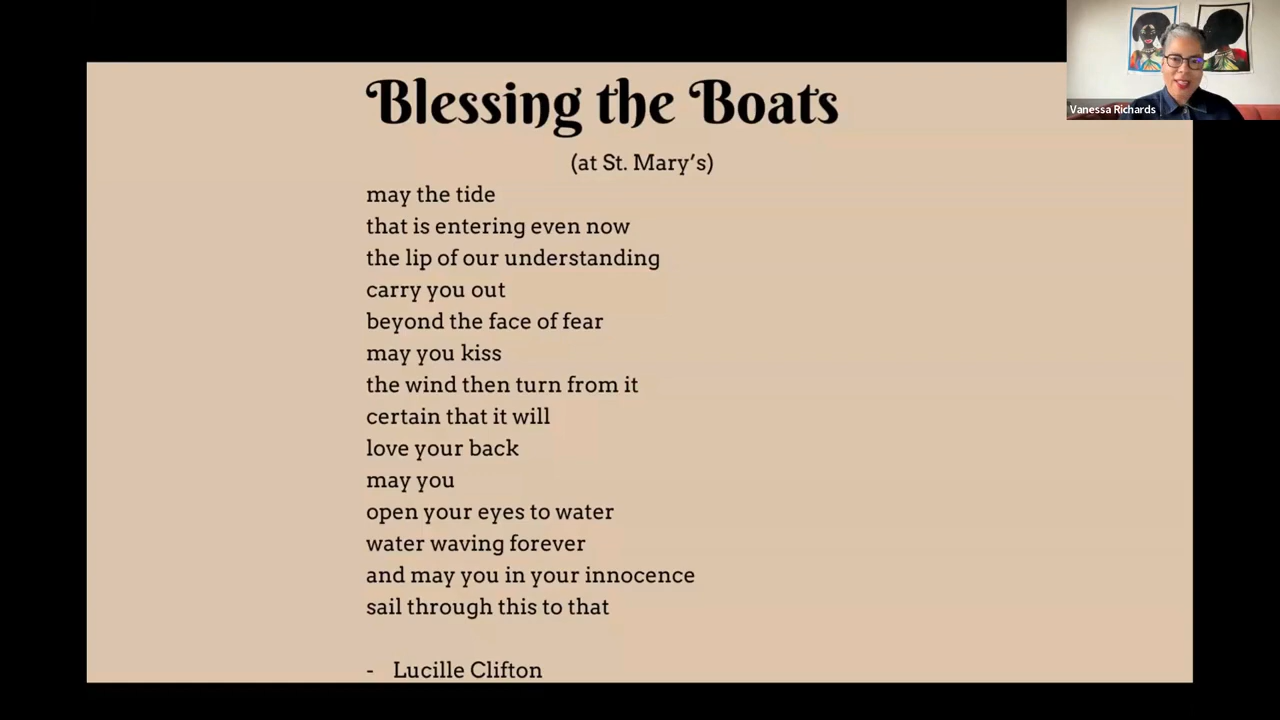 Blessing the Boats
(at St. Mary’s)
may the tide
that is entering even now
the lip of our understanding
carry you out
beyond the face of fear
may you kiss
the wind then turn from it
certain that it will
love your back
may you
open your eyes to water
water waving forever
and may you in your innocence
sail through this to that
- Lucille Clifton
Vanessa Richards